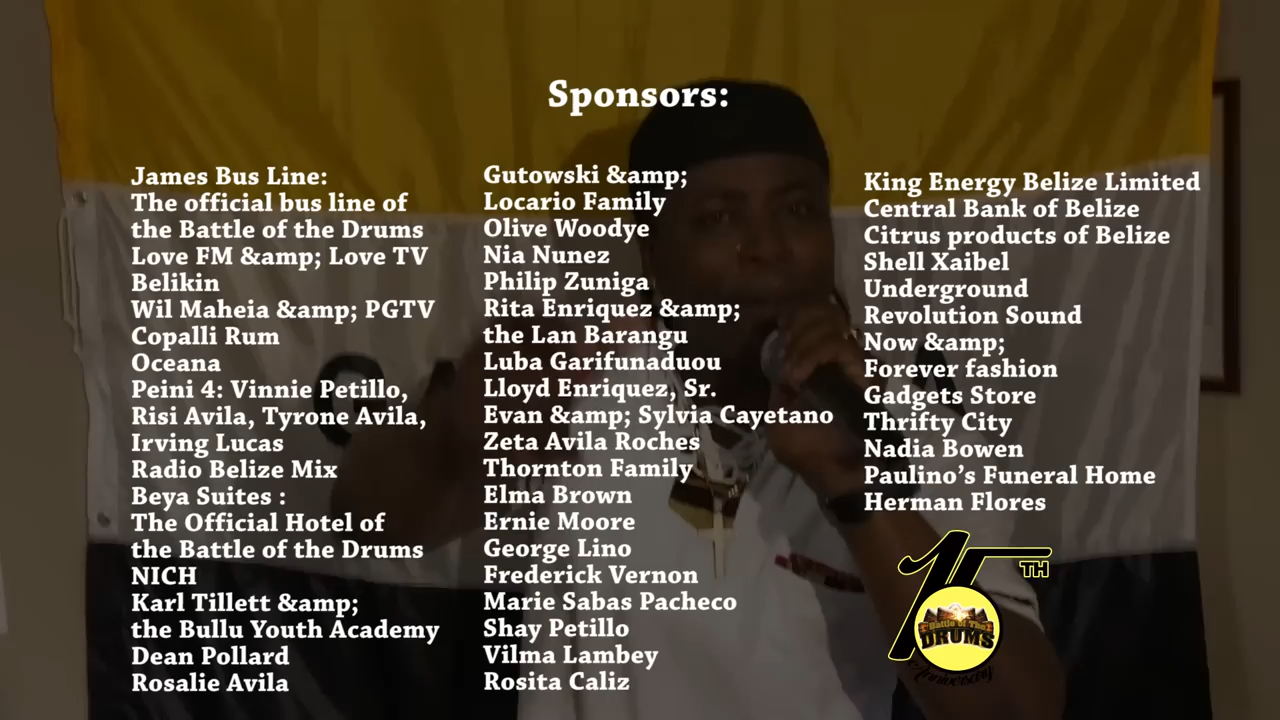 Sponsors:
James Bus Line:
The official bus line of
the Battle of the Drums
Love FM &amp; Love TV
Belikin
Wil Maheia &amp; PGTV
Copalli Rum
Oceana
Peini 4: Vinnie Petillo,
Risi Avila, Tyrone Avila,
Irving Lucas
Radio Belize Mix
Beya Suites :
The Official Hotel of
the Battle of the Drums
NICH
Karl Tillett &amp;
the Bullu Youth Academy
Dean Pollard
Rosalie Avila
Gutowski &amp;
Locario Family
Olive Woodye
Nia Nunez
Philip Zuniga
Rita Enriquez &amp;
the Lan Barangu
Luba Garifunaduou
Lloyd Enriquez, Sr.
Evan &amp; Sylvia Cayetano
Zeta Avila Roches
Thornton Family
Elma Brown
Ernie Moore
George Lino
Frederick Vernon
Marie Sabas Pacheco
Shay Petillo
Vilma Lambey
Rosita Caliz
King Energy Belize Limited
Central Bank of Belize
Citrus products of Belize
Shell Xaibel
Underground
Revolution Sound
Now &amp;
Forever fashion
Gadgets Store
Thrifty City
Nadia Bowen
Paulino’s Funeral Home
Herman Flores
15TH
Battle of The
DRUMS
Anniversary